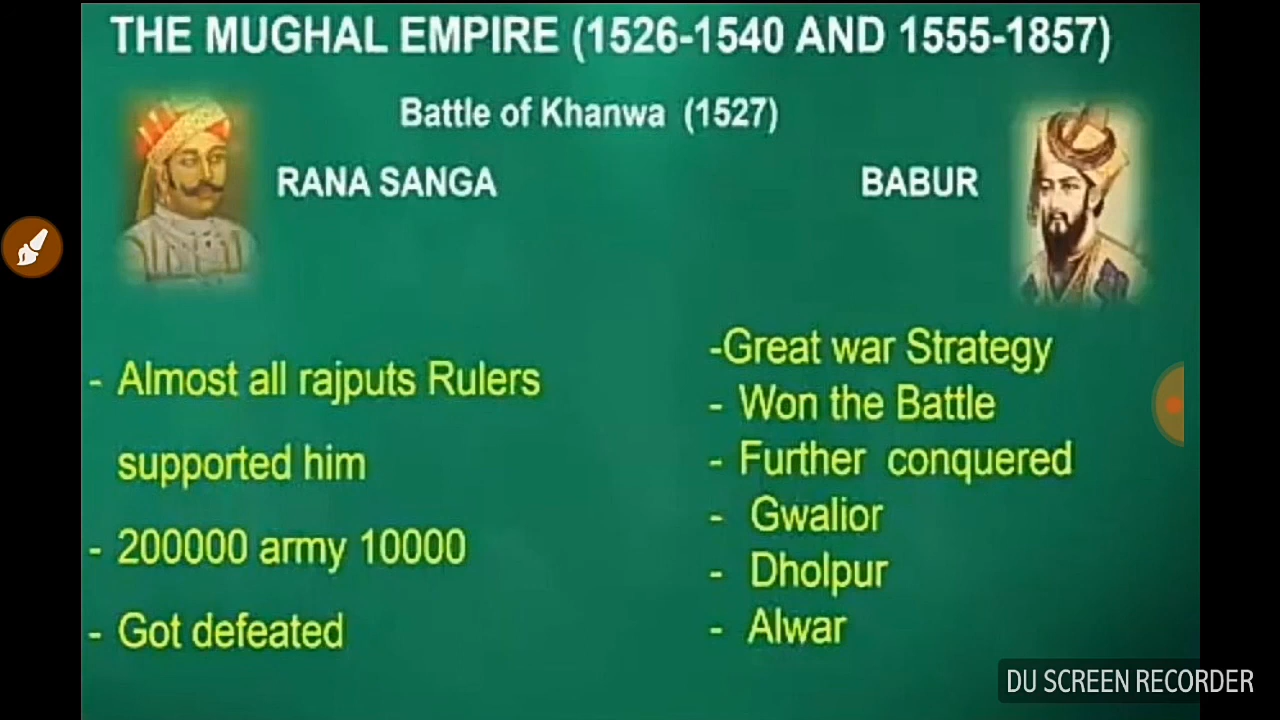 THE MUGHAL EMPIRE (1526-1540 AND 1555-1857)
Battle of Khanwa (1527)
RANA SANGA
BABUR
- Almost all rajputs Rulers
supported him
- 200000 army 10000
- Got defeated
-Great war Strategy
- Won the Battle
- Further conquered
- Gwalior
- Dholpur
- Alwar
DU SCREEN RECORDER